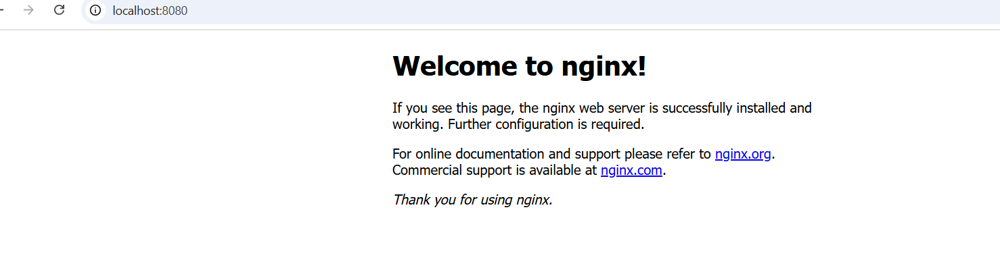 localhost:8080
Welcome to nginx!
If you see this page, the nginx web server is successfully installed and
working. Further configuration is required.
For online documentation and support please refer to nginx.org.
Commercial support is available at nginx.com.
Thank you for using nginx.